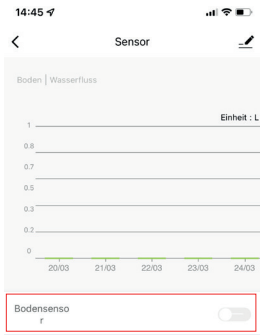 14:45
Sensor
Boden | Wasserfluss
Einheit : L
1
0.8
0.7
0.5
0.3
0.2
0
20/03 21/03 22/03 23/03 24/03
Bodensenso
r